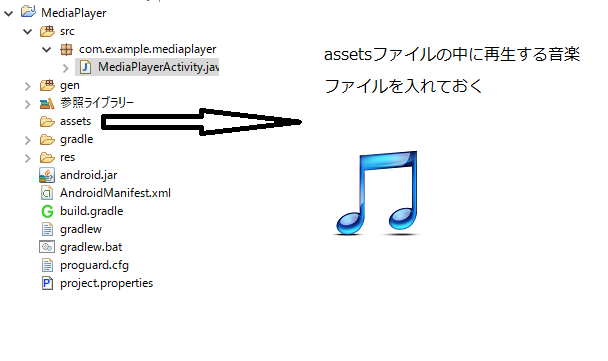 MediaPlayer
src
com.example.mediaplayer
MediaPlayerActivity.jav
gen
参照ライブラリー
assets
gradle
res
android.jar
AndroidManifest.xml
build.gradle
gradlew
gradlew.bat
proguard.cfg
project.properties
assetsファイルの中に再生する音楽
ファイルを入れておく